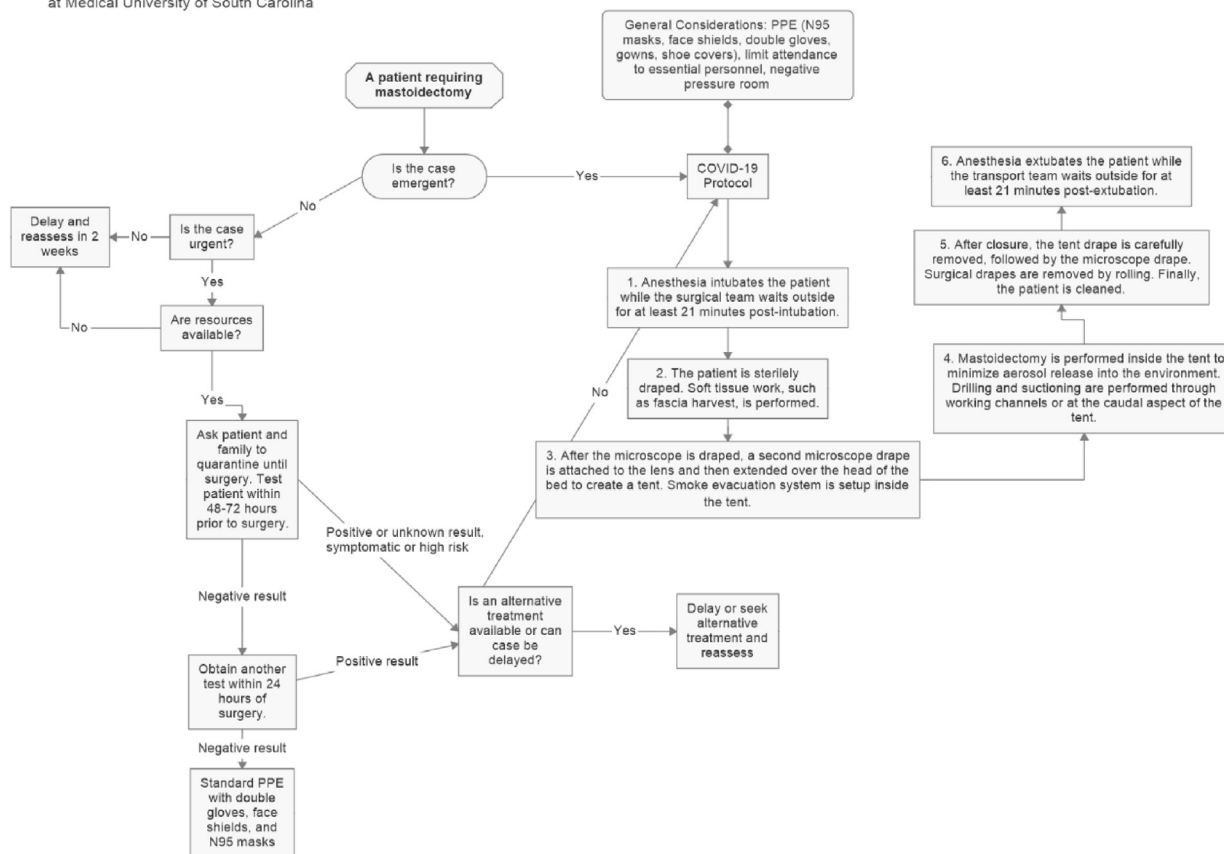 at Medical University of South Carolina
General Considerations: PPE (N95
masks, face shields, double gloves,
gowns, shoe covers), limit attendance
to essential personnel, negative
pressure room
A patient requiring
mastoidectomy
Is the case
emergent?
Yes
COVID-19
Protocol
No
Is the case
urgent?
No
Delay and
reassess in 2
weeks
Yes
Are resources
available?
No
Yes
Ask patient and
family to
quarantine until
surgery. Test
patient within
48-72 hours
prior to surgery.
Positive or unknown result,
symptomatic or high risk
Negative result
Obtain another
test within 24
hours of
surgery.
Positive result
Negative result
Standard PPE
with double
gloves, face
shields, and
N95 masks
Is an alternative
treatment
available or can
case be
delayed?
Yes
Delay or seek
alternative
treatment and
reassess
No
1. Anesthesia intubates the patient
while the surgical team waits outside
for at least 21 minutes post-intubation.
2. The patient is sterilely
draped. Soft tissue work, such
as fascia harvest, is performed.
3. After the microscope is draped, a second microscope drape
is attached to the lens and then extended over the head of the
bed to create a tent. Smoke evacuation system is setup inside
the tent.
4. Mastoidectomy is performed inside the tent to
minimize aerosol release into the environment.
Drilling and suctioning are performed through
working channels or at the caudal aspect of the
tent.
5. After closure, the tent drape is carefully
removed, followed by the microscope drape.
Surgical drapes are removed by rolling. Finally,
the patient is cleaned.
6. Anesthesia extubates the patient while
the transport team waits outside for at
least 21 minutes post-extubation.